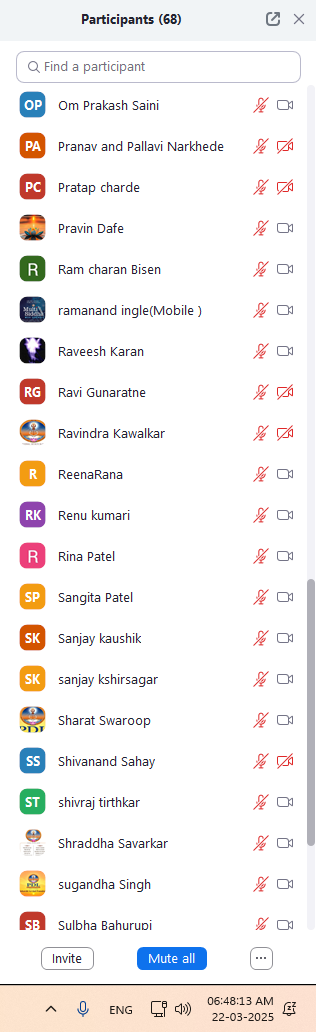 Participants (68)
Find a participant
OP Om Prakash Saini
PA Pranav and Pallavi Narkhede
PC Pratap charde
Pravin Dafe
R Ram charan Bisen
ramanand ingle(Mobile )
Raveesh Karan
RG Ravi Gunaratne
Ravindra Kawalkar
R ReenaRana
RK Renu kumari
R Rina Patel
SP Sangita Patel
SK Sanjay kaushik
SK sanjay kshirsagar
Sharat Swaroop
SS Shivanand Sahay
ST shivraj tirthkar
Shraddha Savarkar
sugandha Singh
SB Sulbha Bahurupi
Invite Mute all ...
ENG 06:48:13 AM
22-03-2025